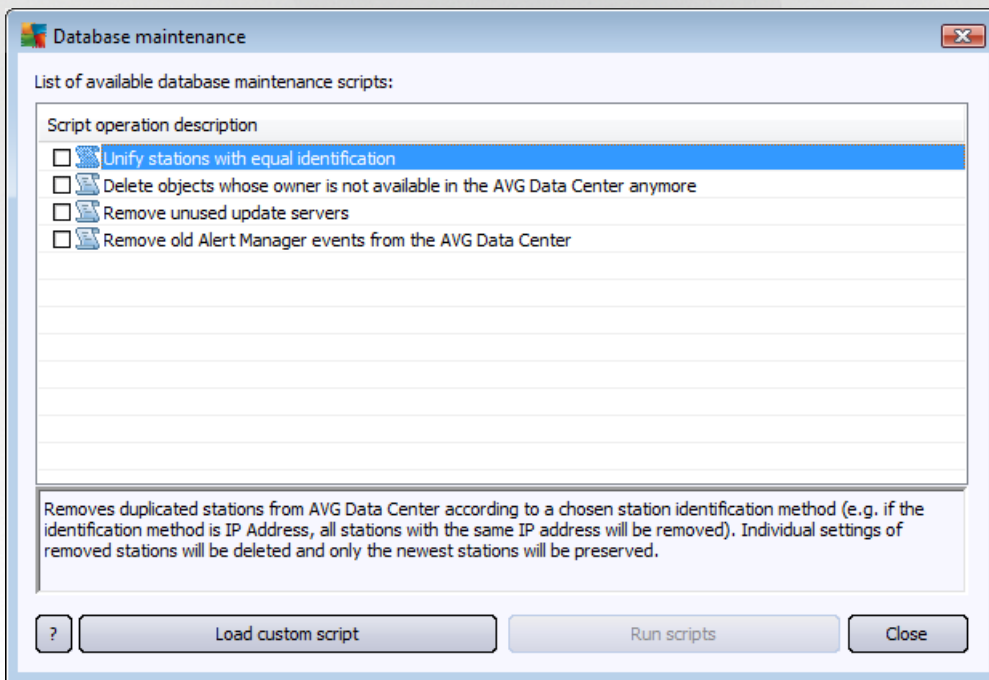 Database maintenance
List of available database maintenance scripts:
Script operation description
Unify stations with equal identification
Delete objects whose owner is not available in the AVG Data Center anymore
Remove unused update servers
Remove old Alert Manager events from the AVG Data Center
Removes duplicated stations from AVG Data Center according to a chosen station identification method (e.g. if the
identification method is IP Address, all stations with the same IP address will be removed). Individual settings of
removed stations will be deleted and only the newest stations will be preserved.
? Load custom script Run scripts Close